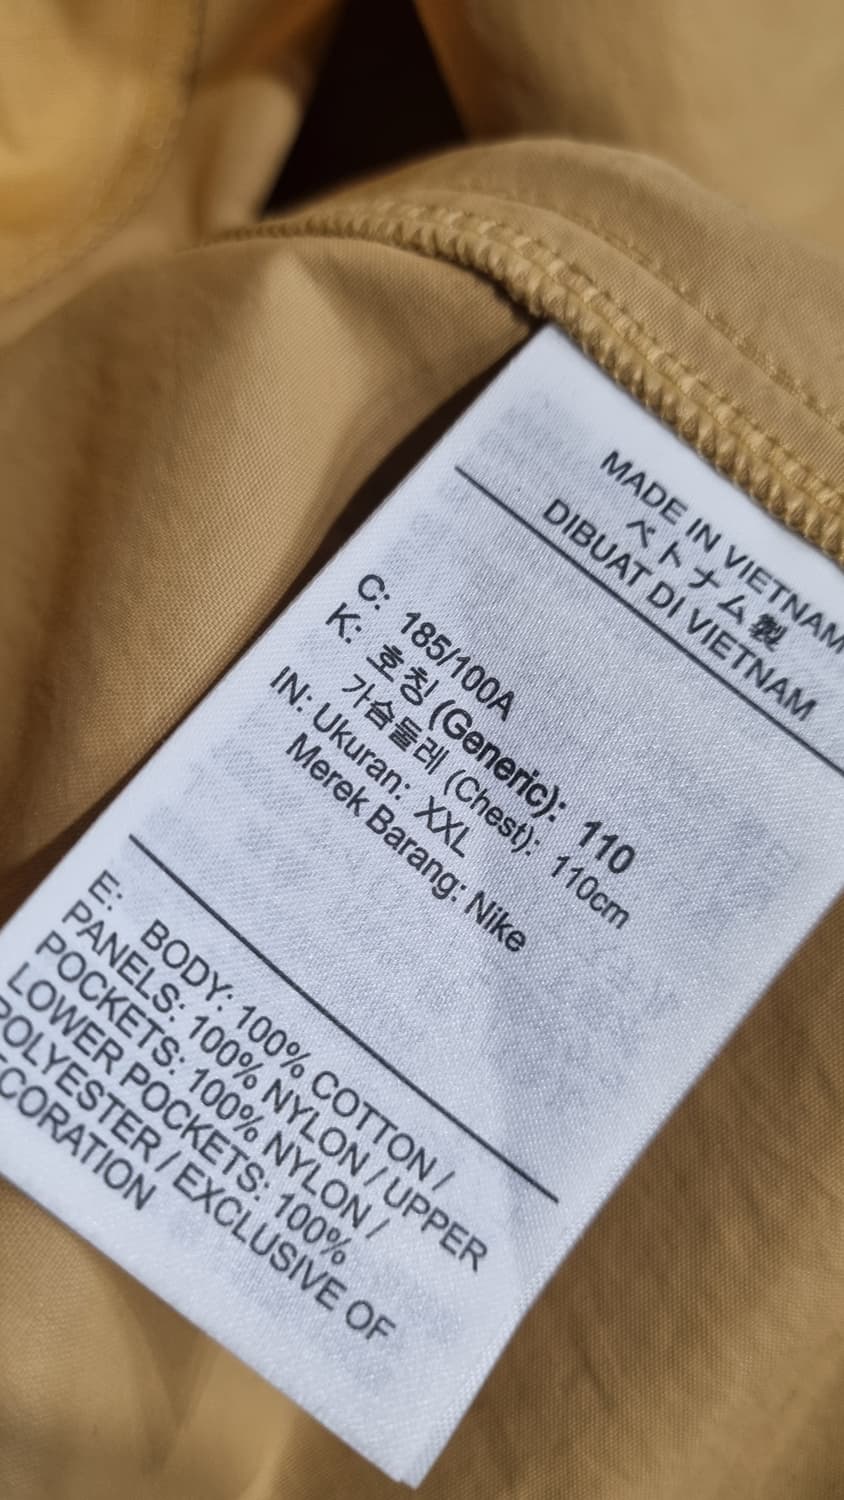 MADE IN VIETNAM
ベトナム製
DIBUAT DI VIETNAM
C: 185/100A
K: 호칭 (Generic): 110
가슴둘레 (Chest): 110cm
IN: Ukuran: XXL
Merek Barang: Nike
E: BODY: 100% COTTON /
PANELS: 100% NYLON / UPPER
POCKETS: 100% NYLON /
LOWER POCKETS: 100%
POLYESTER / EXCLUSIVE OF
CORATION